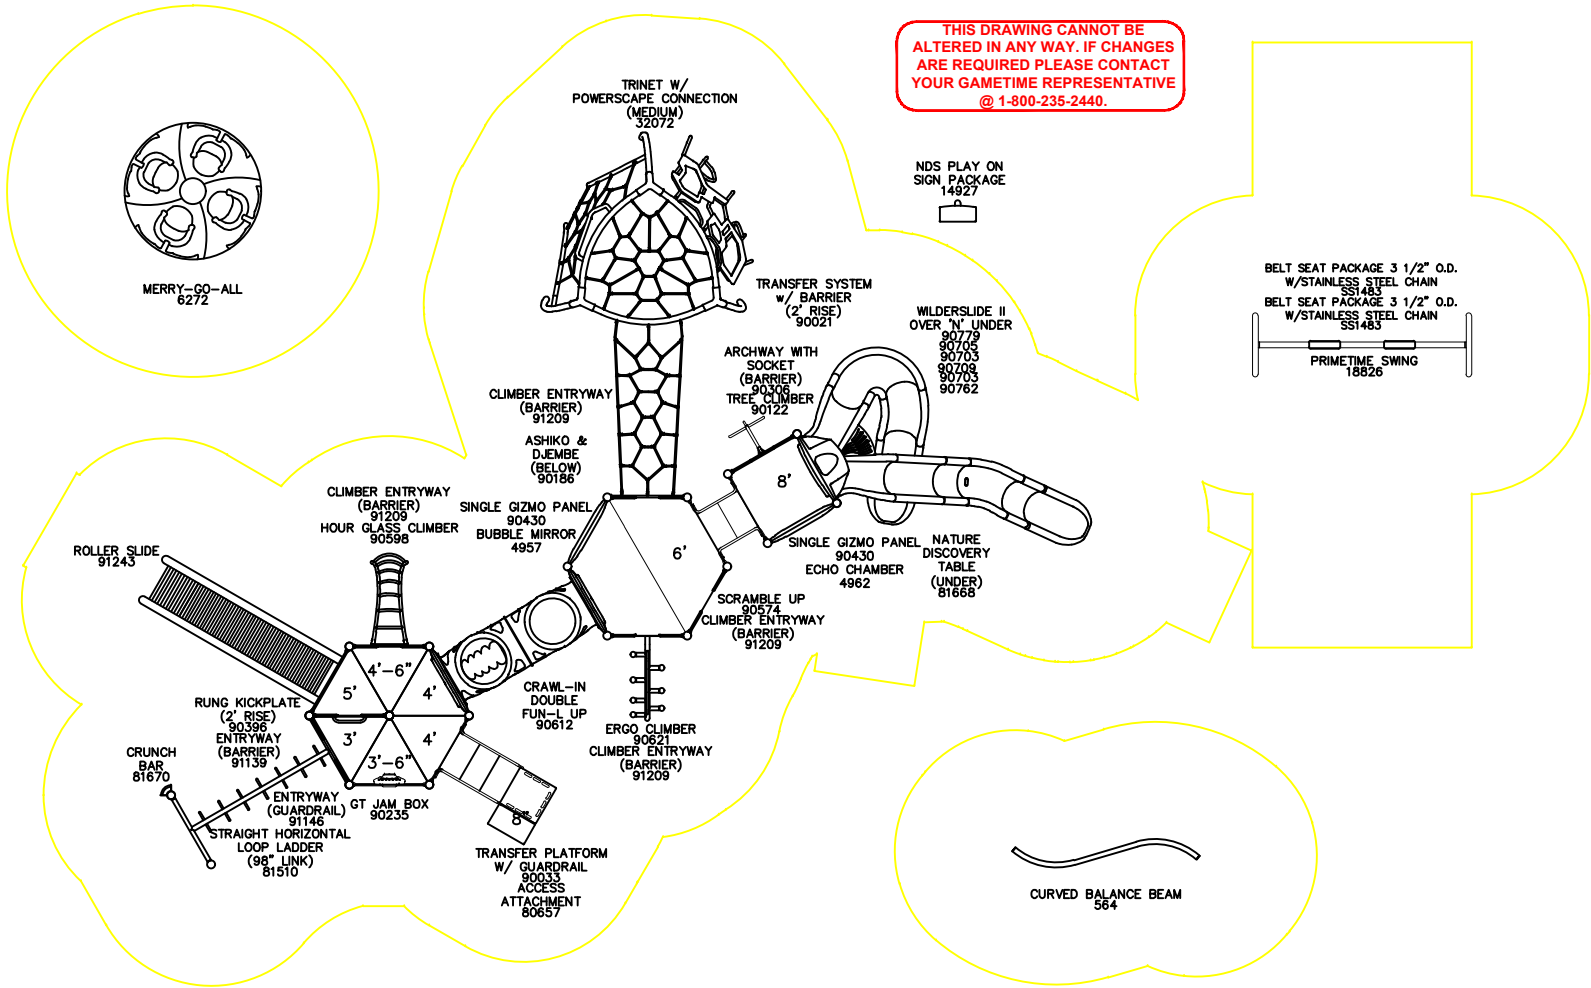 THIS DRAWING CANNOT BE
ALTERED IN ANY WAY. IF CHANGES
ARE REQUIRED PLEASE CONTACT
YOUR GAMETIME REPRESENTATIVE
@ 1-800-235-2440.
TRINET W/
POWERSCAPE CONNECTION
(MEDIUM)
32072
NDS PLAY ON
SIGN PACKAGE
14927
MERRY-GO-ALL
6272
BELT SEAT PACKAGE 3 1/2" O.D.
W/STAINLESS STEEL CHAIN
SS1483
BELT SEAT PACKAGE 3 1/2" O.D.
W/STAINLESS STEEL CHAIN
SS1483
PRIMETIME SWING
18826
TRANSFER SYSTEM
w/ BARRIER
(2' RISE)
90021
WILDERSLIDE II
OVER 'N' UNDER
90779
90705
90703
90709
90703
90762
ARCHWAY WITH
SOCKET
(BARRIER)
90306
TREE CLIMBER
90122
CLIMBER ENTRYWAY
(BARRIER)
91209
ASHIKO &
DJEMBE
(BELOW)
90186
SINGLE GIZMO PANEL
90430
BUBBLE MIRROR
4957
CLIMBER ENTRYWAY
(BARRIER)
91209
HOUR GLASS CLIMBER
90598
ROLLER SLIDE
91243
8'
6'
SINGLE GIZMO PANEL
90430
ECHO CHAMBER
4962
NATURE
DISCOVERY
TABLE
(UNDER)
81668
SCRAMBLE UP
90574
CLIMBER ENTRYWAY
(BARRIER)
91209
4'-6"
5'
4'
3'
4'
3'-6"
CRAWL-IN
DOUBLE
FUN-L UP
90612
ERGO CLIMBER
90621
CLIMBER ENTRYWAY
(BARRIER)
91209
RUNG KICKPLATE
(2' RISE)
90396
ENTRYWAY
(BARRIER)
91139
CRUNCH
BAR
81670
ENTRYWAY
(GUARDRAIL)
91146
GT JAM BOX
90235
STRAIGHT HORIZONTAL
LOOP LADDER
(98" LINK)
81510
8"
TRANSFER PLATFORM
W/ GUARDRAIL
90033
ACCESS
ATTACHMENT
80657
CURVED BALANCE BEAM
564